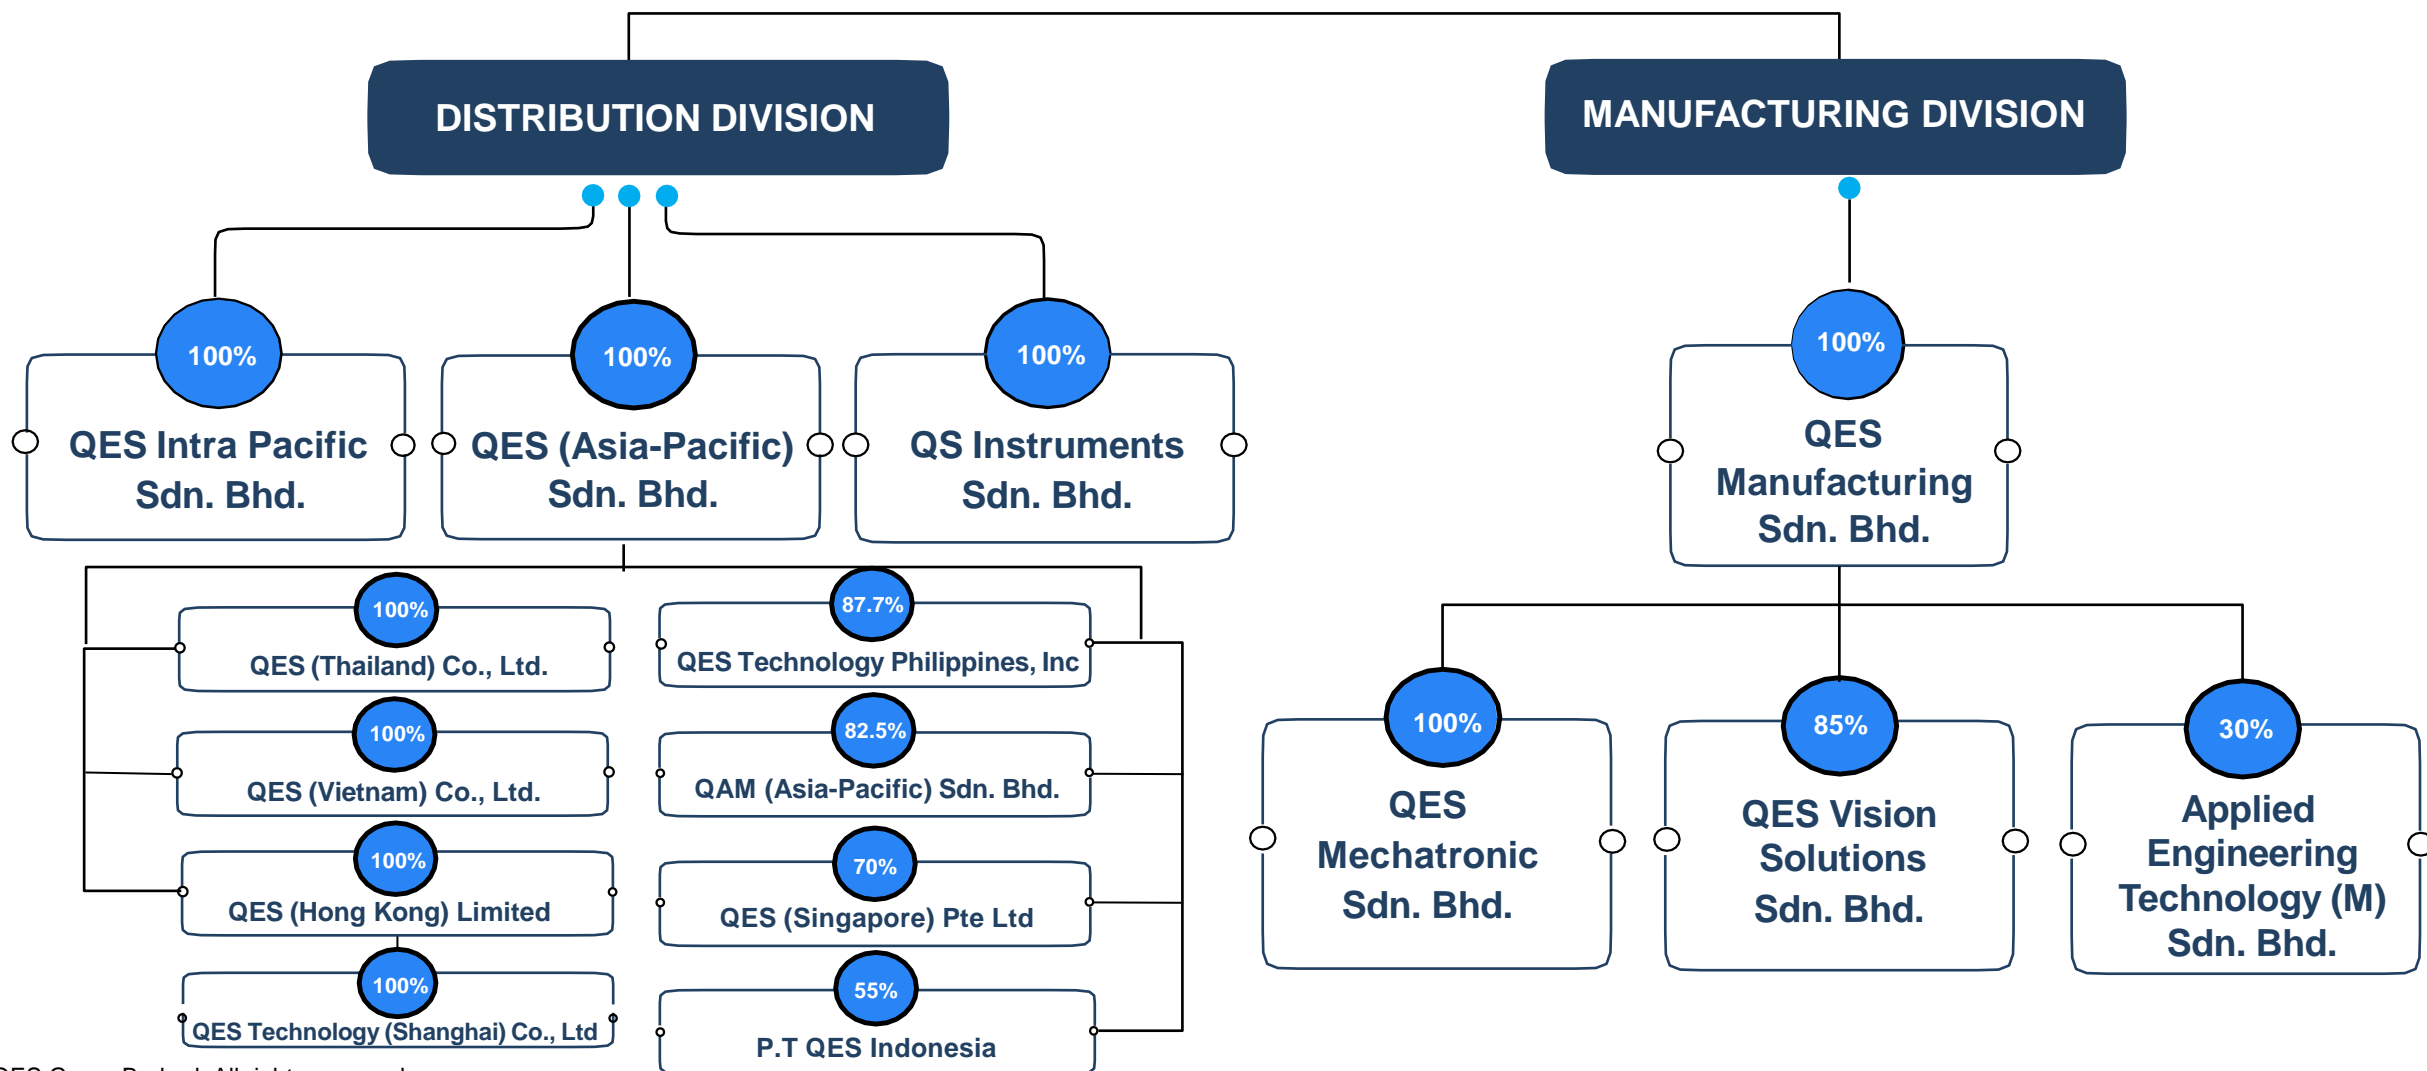 DISTRIBUTION DIVISION
MANUFACTURING DIVISION
100%
QES Intra Pacific
Sdn. Bhd.
100%
QES (Asia-Pacific)
Sdn. Bhd.
100%
QS Instruments
Sdn. Bhd.
100%
QES
Manufacturing
Sdn. Bhd.
100%
QES (Thailand) Co., Ltd.
87.7%
QES Technology Philippines, Inc
100%
QES (Vietnam) Co., Ltd.
82.5%
QAM (Asia-Pacific) Sdn. Bhd.
100%
QES (Hong Kong) Limited
70%
QES (Singapore) Pte Ltd
100%
QES Technology (Shanghai) Co., Ltd
55%
P.T QES Indonesia
100%
QES
Mechatronic
Sdn. Bhd.
85%
QES Vision
Solutions
Sdn. Bhd.
30%
Applied
Engineering
Technology (M)
Sdn. Bhd.